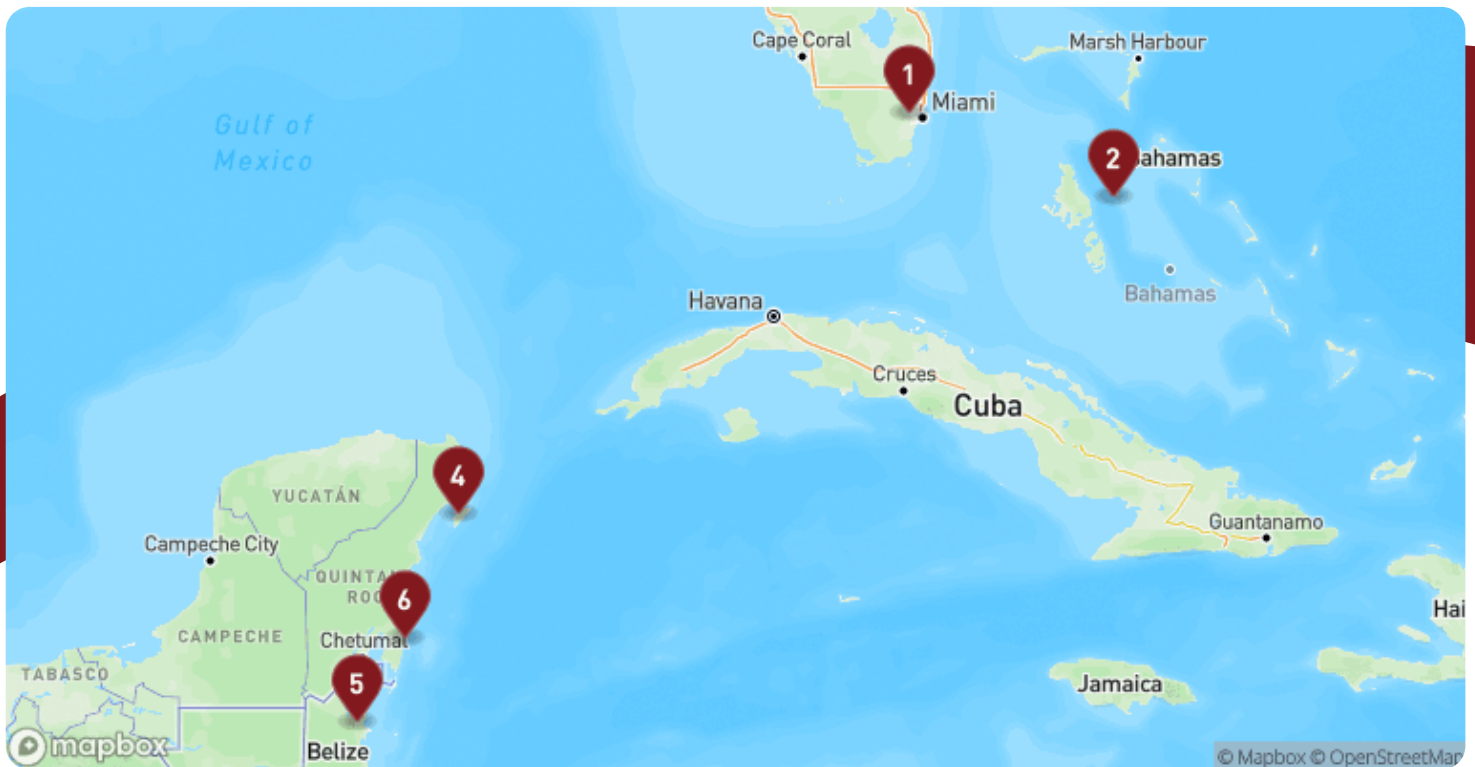 Cape Coral
Marsh Harbour
1
Miami
Gulf of
Mexico
2
ahamas
Bahamas
Havana
Cruces
Cuba
4
YUCATÁN
Guantanamo
Campeche City
QUINTA
ROO
6
Hai
CAMPECHE
Chetumal
TABASCO
5
Jamaica
mapbox
Belize
© Mapbox © OpenStreetMap